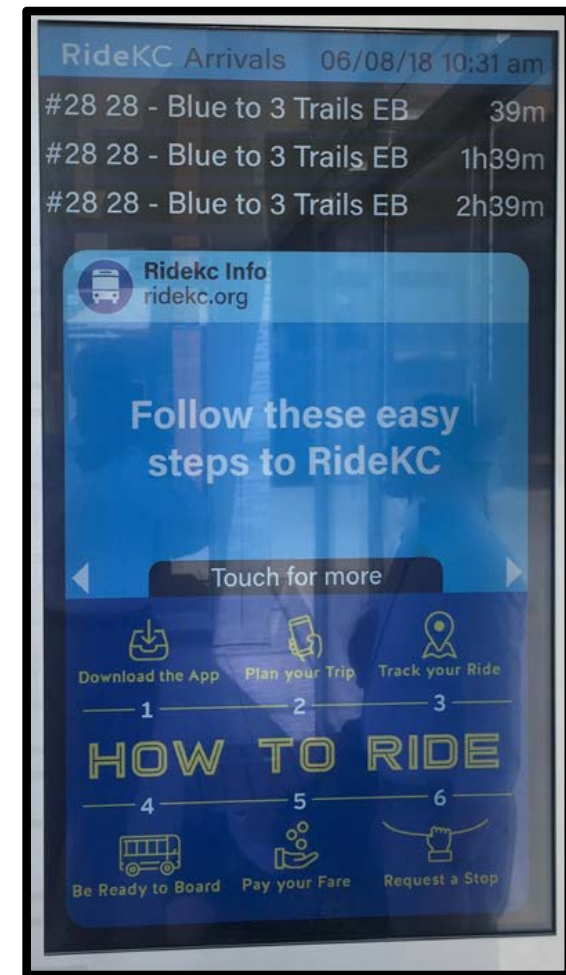 RideKC Arrivals 06/08/18 10:31 am
#28 28 - Blue to 3 Trails EB 39m
#28 28 - Blue to 3 Trails EB 1h39m
#28 28 - Blue to 3 Trails EB 2h39m
Ridekc Info
ridekc.org
Follow these easy
steps to RideKC
Touch for more
Download the App Plan your Trip Track your Ride
1 2 3
HOW TO RIDE
4 5 6
Be Ready to Board Pay your Fare Request a Stop